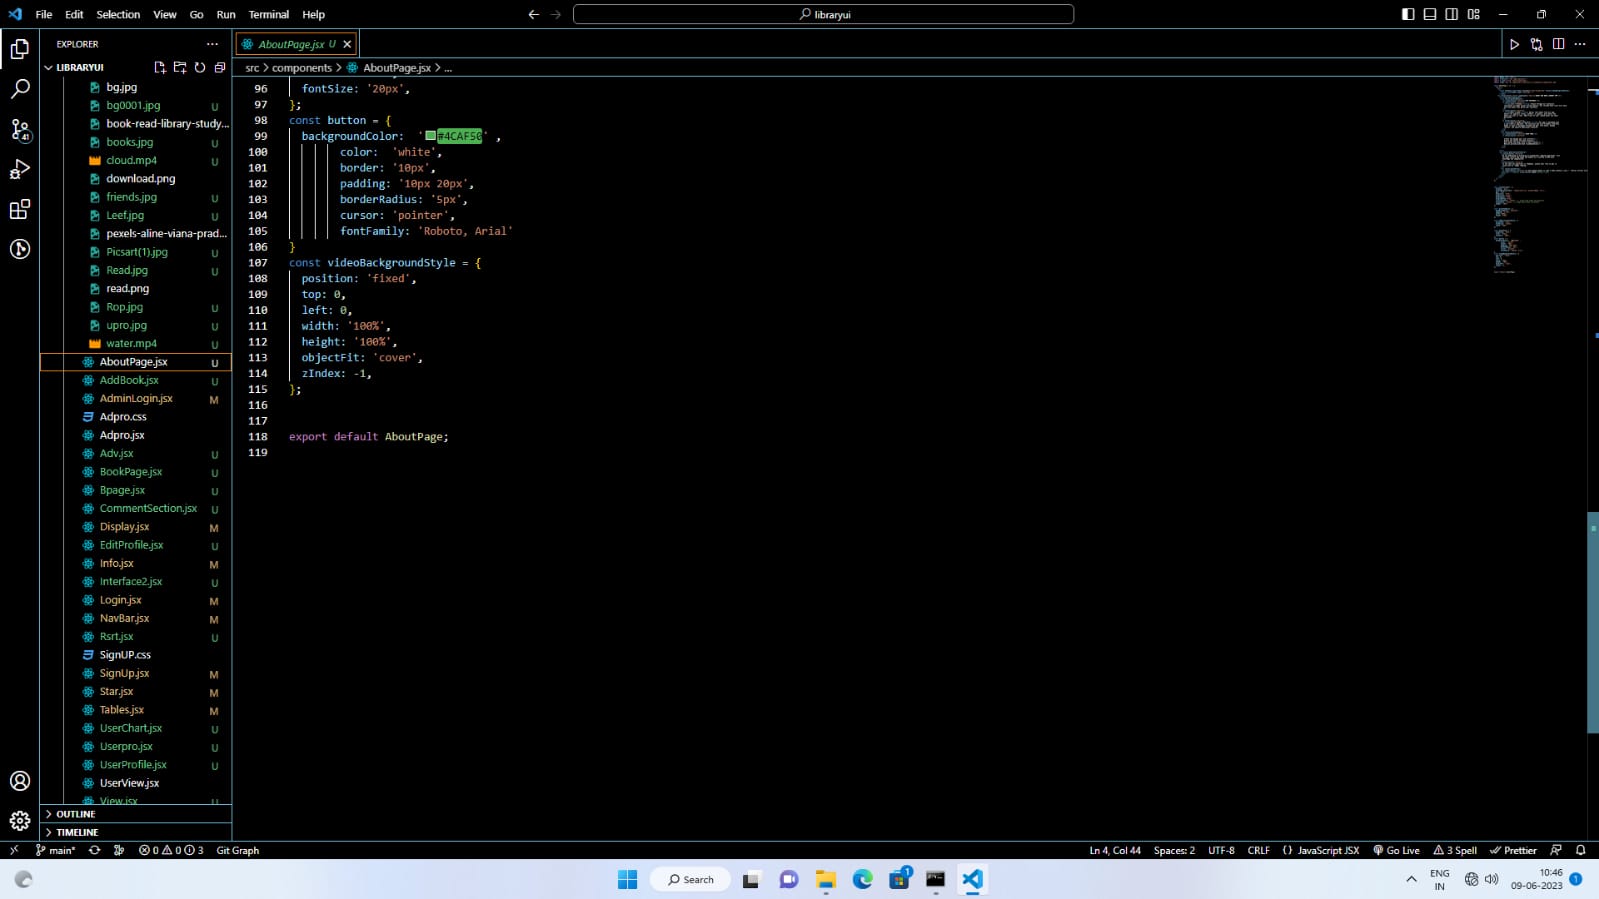 File Edit Selection View Go Run Terminal Help
libraryui
EXPLORER
AboutPage.jsx U
LIBRARYUI
src > components > AboutPage.jsx > ...
bg.jpg
bg0001.jpg U
book-read-library-study...
books.jpg U
cloud.mp4 U
download.png
friends.jpg U
Leef.jpg U
pexels-aline-viana-prad...
Picsart(1).jpg U
Read.jpg U
read.png
Rop.jpg U
upro.jpg U
water.mp4 U
AboutPage.jsx U
AddBook.jsx U
AdminLogin.jsx M
Adpro.css
Adpro.jsx
Adv.jsx U
BookPage.jsx U
Bpage.jsx U
CommentSection.jsx U
Display.jsx M
EditProfile.jsx U
Info.jsx M
Interface2.jsx U
Login.jsx M
NavBar.jsx M
Rsrt.jsx U
SignUP.css
SignUp.jsx M
Star.jsx M
Tables.jsx M
UserChart.jsx U
Userpro.jsx U
UserProfile.jsx U
UserView.jsx
View.jsx U
OUTLINE
TIMELINE
41
96 fontSize: '20px',
97 };
98 const button = {
99 backgroundColor: '#4CAF50' ,
100 color: 'white',
101 border: '10px',
102 padding: '10px 20px',
103 borderRadius: '5px',
104 cursor: 'pointer',
105 fontFamily: 'Roboto, Arial'
106 }
107 const videoBackgroundStyle = {
108 position: 'fixed',
109 top: 0,
110 left: 0,
111 width: '100%',
112 height: '100%',
113 objectFit: 'cover',
114 zIndex: -1,
115 };
116
117
118 export default AboutPage;
119
main* 0 0 3 Git Graph
Ln 4, Col 44 Spaces: 2 UTF-8 CRLF {} JavaScript JSX Go Live 3 Spell Prettier
Search
1
ENG
IN
10:46
09-06-2023
1